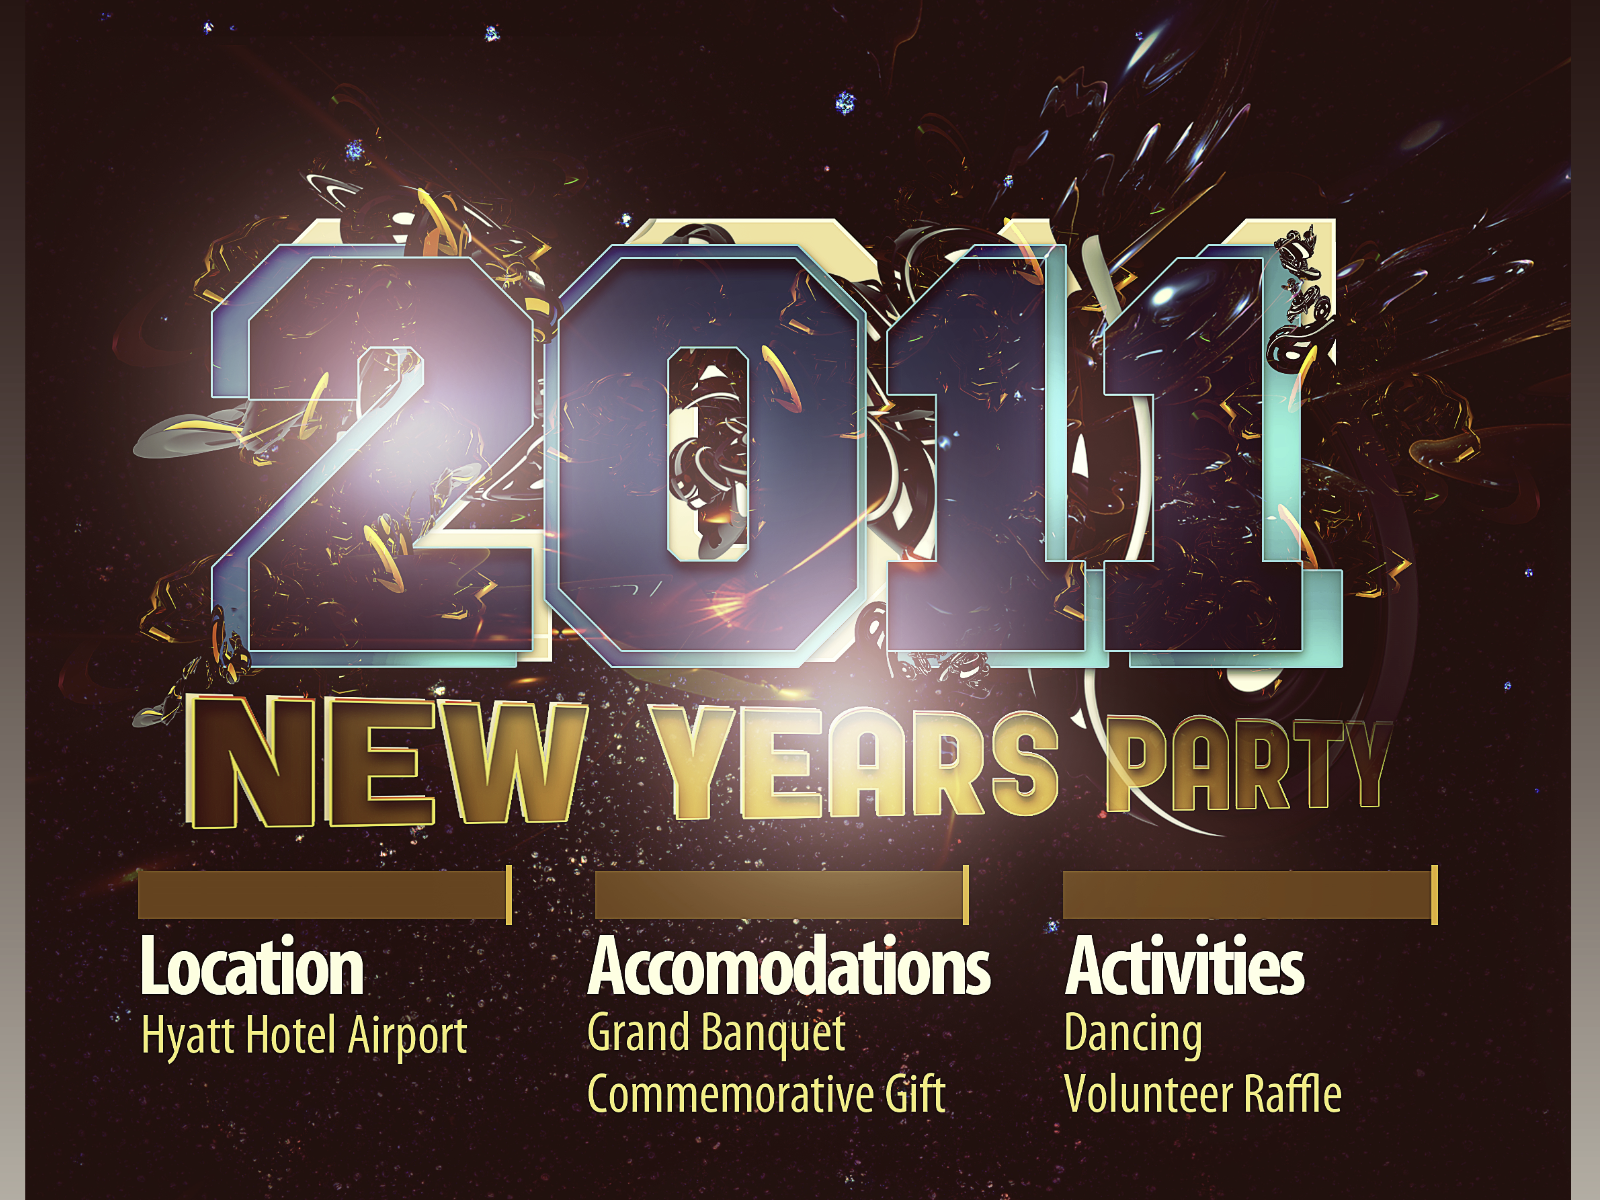 2011
NEW YEARS PARTY
Location
Hyatt Hotel Airport
Accomodations
Grand Banquet
Commemorative Gift
Activities
Dancing
Volunteer Raffle